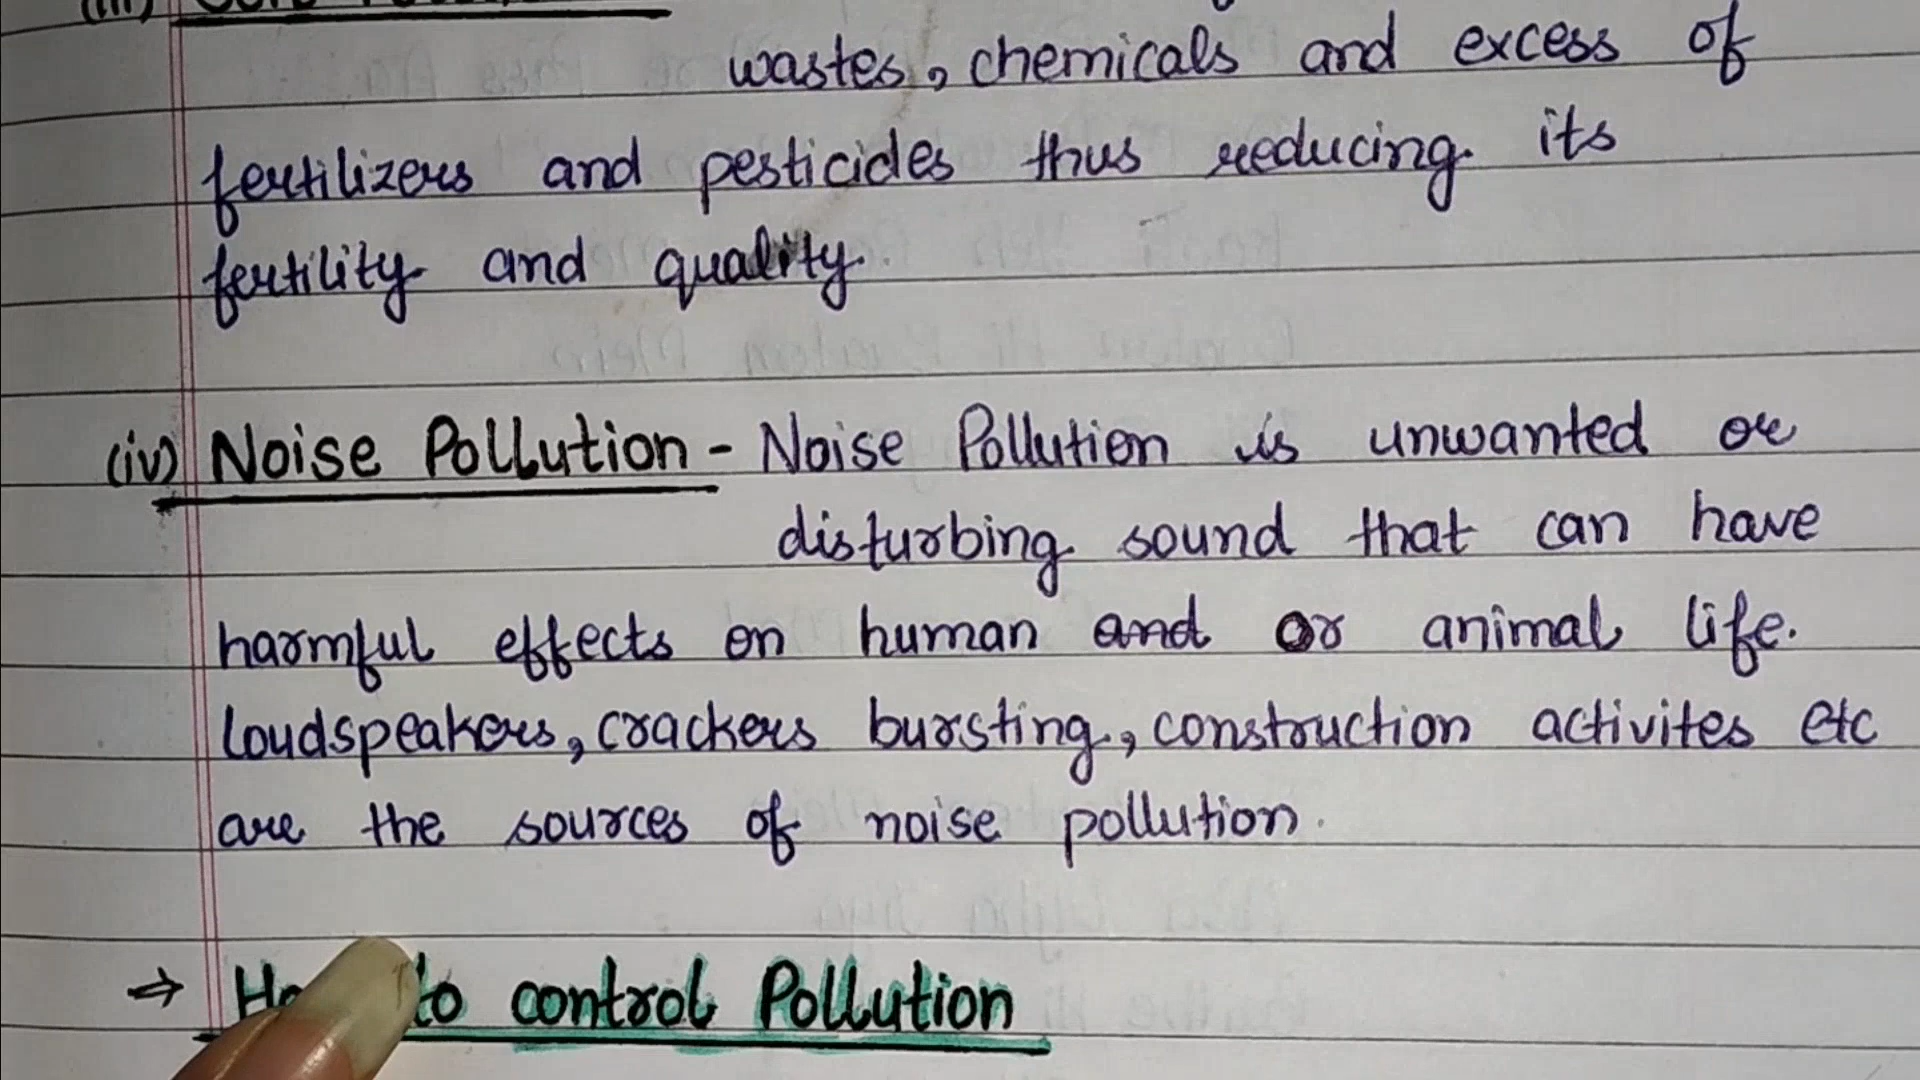 (iii)
wastes, chemicals and excess of
fertilizers and pesticides thus reducing its
fertility and quality.
(iv) Noise Pollution - Noise Pollution is unwanted or
disturbing sound that can have
harmful effects on human and or animal life.
loudspeakers, crackers bursting, construction activites etc
are the sources of noise pollution.
⇒ to control Pollution